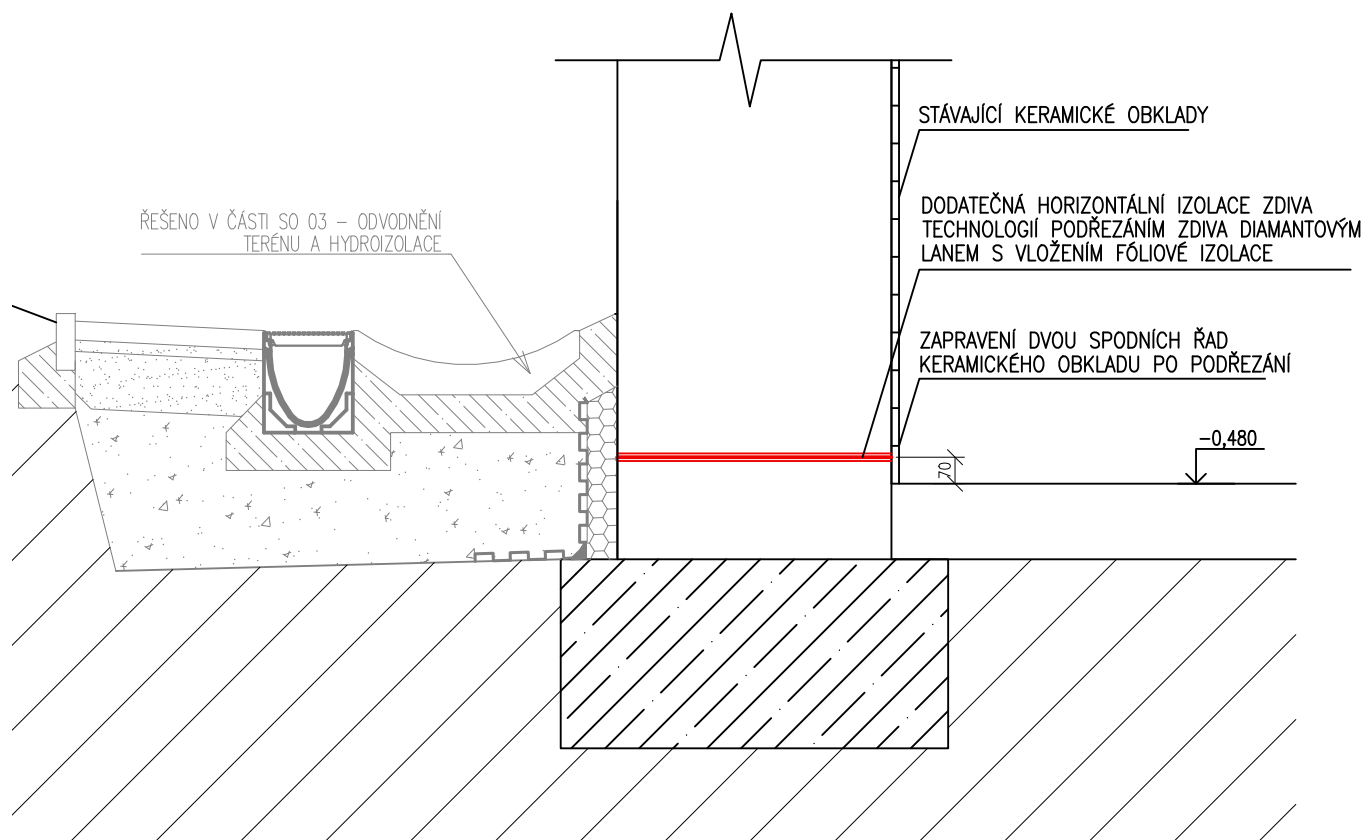 STÁVAJÍCÍ KERAMICKÉ OBKLADY
DODATEČNÁ HORIZONTÁLNÍ IZOLACE ZDIVA
TECHNOLOGIÍ PODŘEZÁNÍM ZDIVA DIAMANTOVÝM
LANEM S VLOŽENÍM FÓLIOVÉ IZOLACE
ŘEŠENO V ČÁSTI SO 03 – ODVODNĚNÍ
TERÉNU A HYDROIZOLACE
ZAPRAVENÍ DVOU SPODNÍCH ŘAD
KERAMICKÉHO OBKLADU PO PODŘEZÁNÍ
-0,480
70